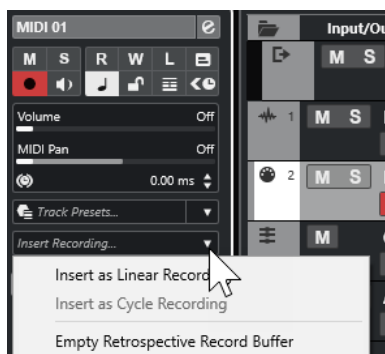 MIDI 01 e
Input/Ou
M S R W L
M S
Volume Off
1 M S
MIDI Pan Off
0.00 ms
2 M S
Track Presets...
Insert Recording...
M
Insert as Linear Record
Insert as Cycle Recording
Empty Retrospective Record Buffer